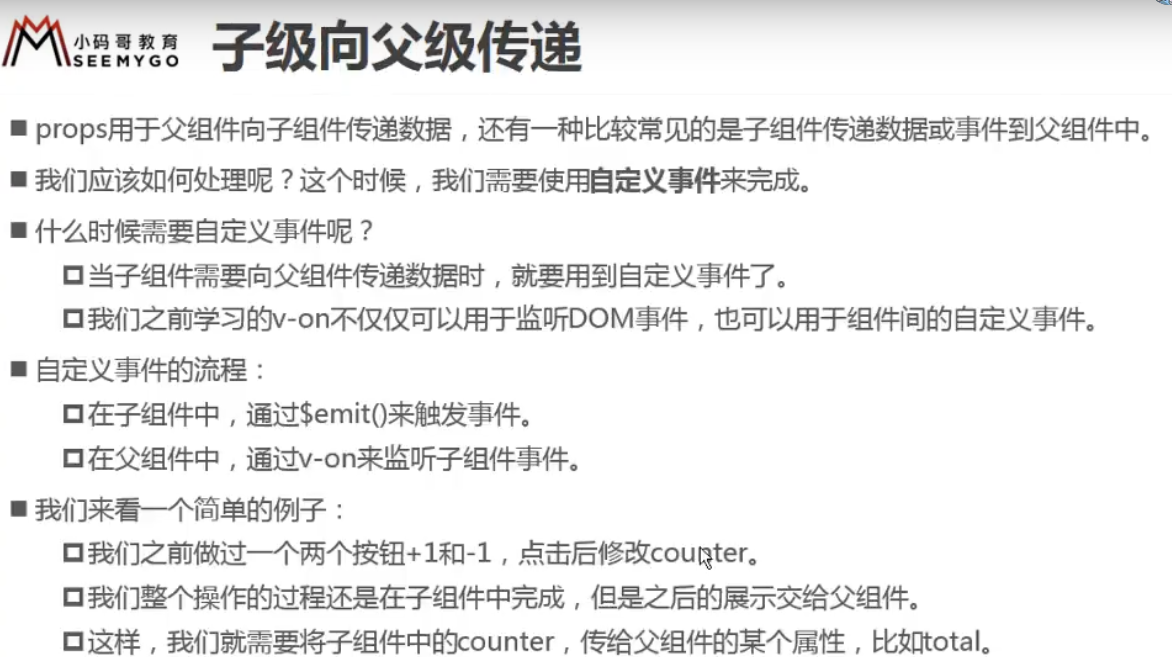 小码哥教育
SEEMYGO
子级向父级传递
props用于父组件向子组件传递数据，还有一种比较常见的是子组件传递数据或事件到父组件中。
我们应该如何处理呢？这个时候，我们需要使用自定义事件来完成。
什么时候需要自定义事件呢？
当子组件需要向父组件传递数据时，就要用到自定义事件了。
我们之前学习的v-on不仅仅可以用于监听DOM事件，也可以用于组件间的自定义事件。
自定义事件的流程：
在子组件中，通过$emit()来触发事件。
在父组件中，通过v-on来监听子组件事件。
我们来看一个简单的例子：
我们之前做过一个两个按钮+1和-1，点击后修改counter。
我们整个操作的过程还是在子组件中完成，但是之后的展示交给父组件。
这样，我们就需要将子组件中的counter，传给父组件的某个属性，比如total。